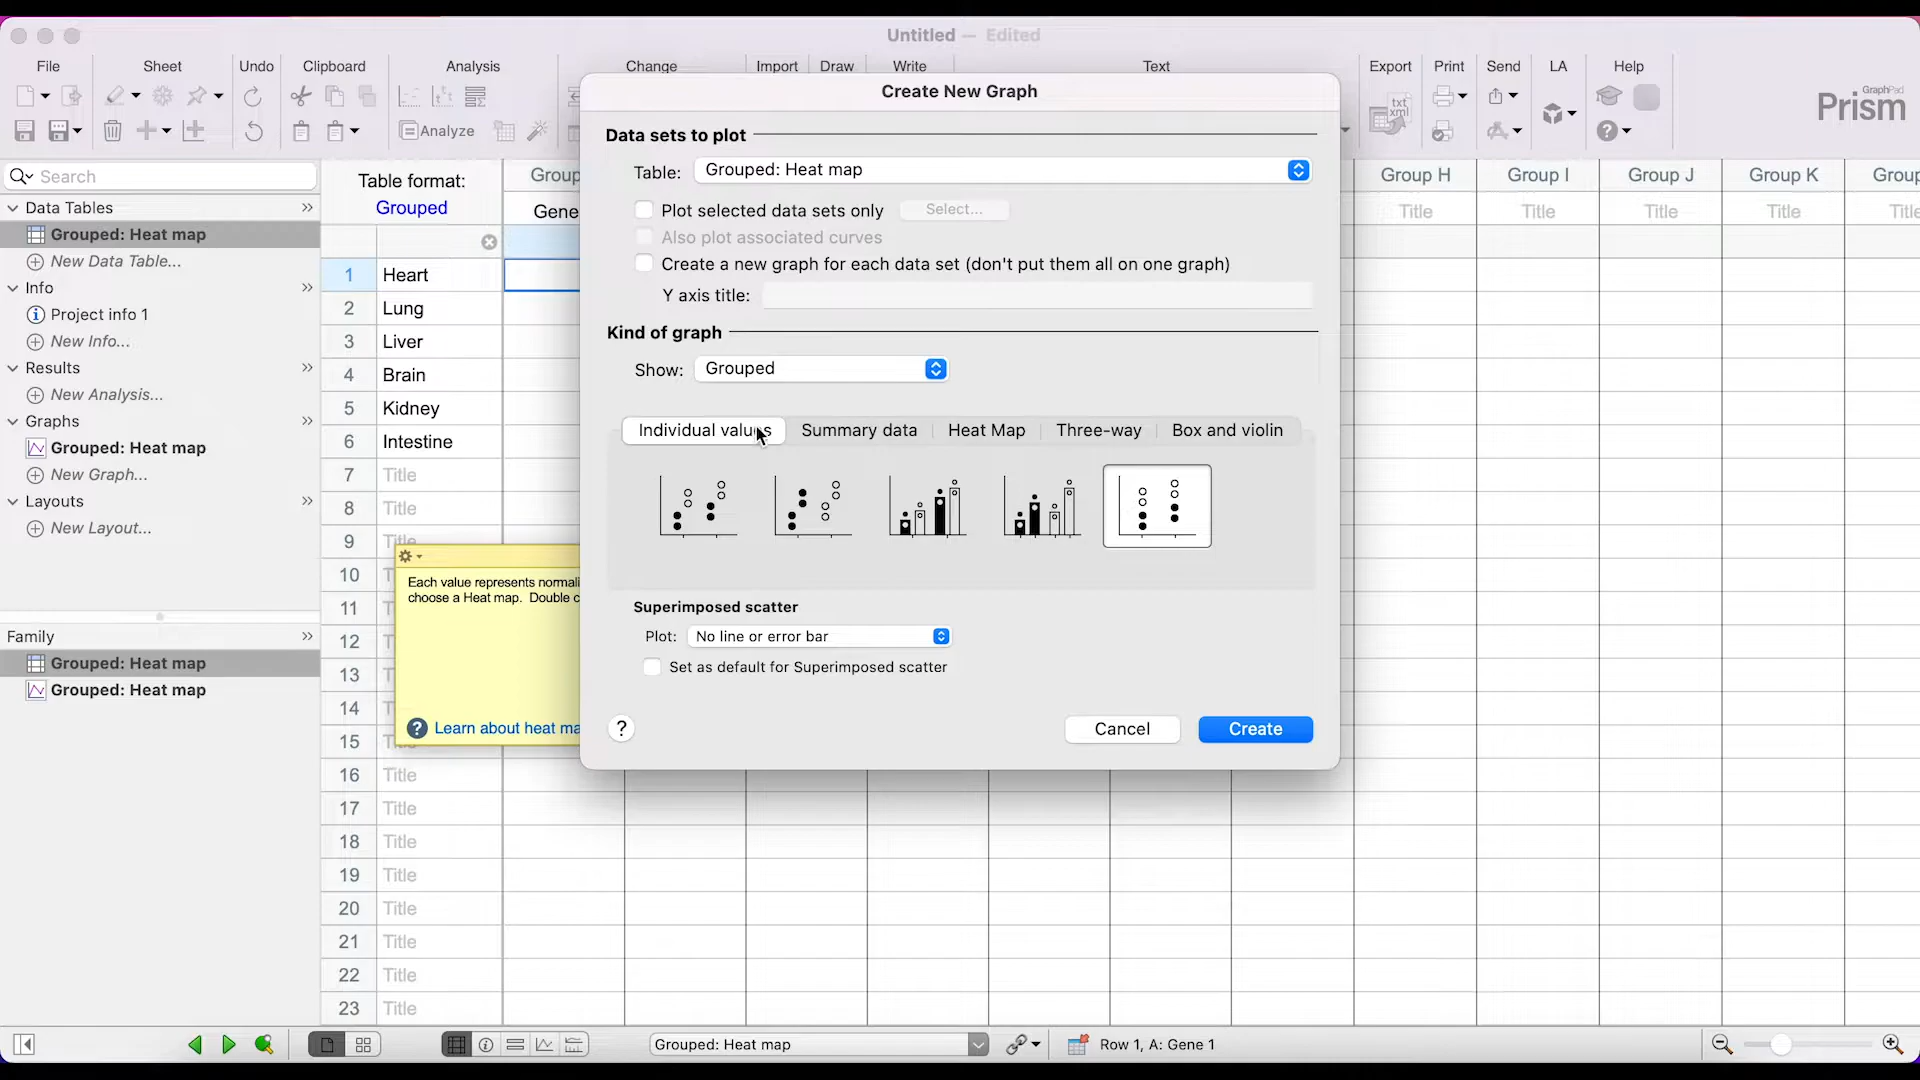 Untitled — Edited
File
Sheet
Undo
Clipboard
Analysis
Change
Import
Draw
Write
Text
Export
Print
Send
LA
Help
Analyze
txt
xml
GraphPad
Prism
Search
Data Tables
Grouped: Heat map
New Data Table...
Info
Project info 1
New Info...
Results
New Analysis...
Graphs
Grouped: Heat map
New Graph...
Layouts
New Layout...
Family
Grouped: Heat map
Grouped: Heat map
Table format:
Grouped
Group
Gene
1 Heart
2 Lung
3 Liver
4 Brain
5 Kidney
6 Intestine
7 Title
8 Title
9 Title
10
11
12
13
14
15
16 Title
17 Title
18 Title
19 Title
20 Title
21 Title
22 Title
23 Title
Each value represents normali
choose a Heat map. Double c
Learn about heat ma
Group H
Group I
Group J
Group K
Group
Title
Title
Title
Title
Title
Create New Graph
Data sets to plot
Table: Grouped: Heat map
Plot selected data sets only
Select...
Also plot associated curves
Create a new graph for each data set (don't put them all on one graph)
Y axis title:
Kind of graph
Show: Grouped
Individual values
Summary data
Heat Map
Three-way
Box and violin
Superimposed scatter
Plot: No line or error bar
Set as default for Superimposed scatter
?
Cancel
Create
Grouped: Heat map
Row 1, A: Gene 1